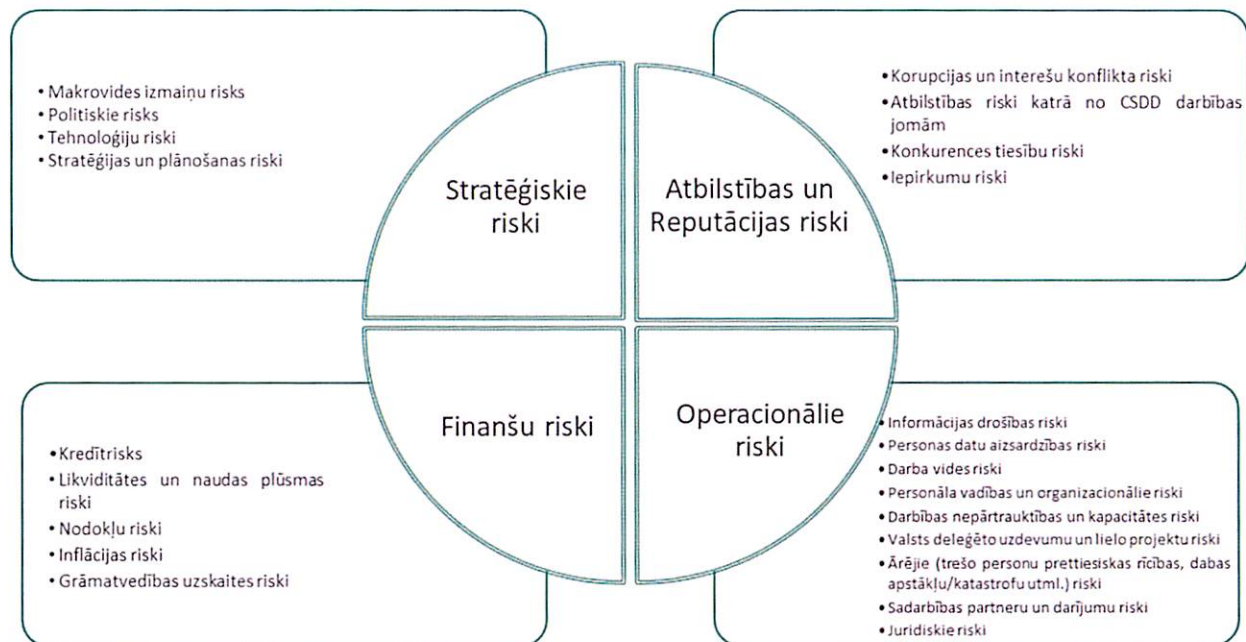 • Makrovides izmaiņu risks
• Politiskie risks
• Tehnoloģiju riski
• Stratēģijas un plānošanas riski
• Korupcijas un interešu konflikta riski
• Atbilstības riski katrā no CSDD darbības
jomām
• Konkurences tiesību riski
• Iepirkumu riski
Stratēģiskie
riski
Atbilstības un
Reputācijas riski
Finanšu riski
Operacionālie
riski
• Kredītrisks
• Likviditātes un naudas plūsmas
riski
• Nodokļu riski
• Inflācijas riski
• Grāmatvedības uzskaites riski
• Informācijas drošības riski
• Personas datu aizsardzības riski
• Darba vides riski
• Personāla vadības un organizacionālie riski
• Darbības nepārtrauktības un kapacitātes riski
• Valsts deleģēto uzdevumu un lielo projektu riski
• Ārējie (trešo personu prettiesiskas rīcības, dabas
apstākļu/katastrofu utml.) riski
• Sadarbības partneru un darījumu riski
• Juridiskie riski